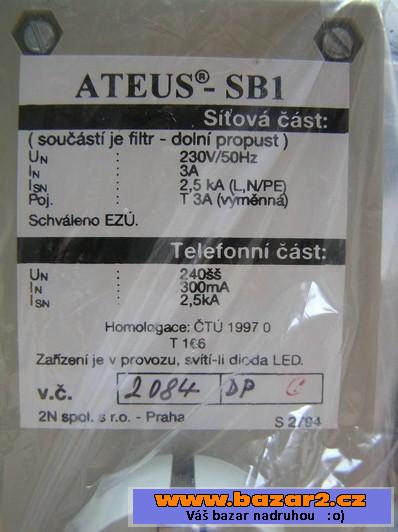 ATEUS®- SB1
Síťová část:
( součástí je filtr - dolní propust )
UN : 230V/50Hz
IN : 3A
ISN : 2,5 kA (L,N/PE)
Poj. : T 3A (výměnná)
Schváleno EZÚ.
Telefonní část:
UN : 240šš
IN : 300mA
ISN : 2,5kA
Homologace: ČTÚ 1997 0
T 166
Zařízení je v provozu, svítí-li dioda LED.
v.č. 2084 DP C
2N spol. s r.o. - Praha S 2/94
www.bazar2.cz
Váš bazar nadruhou :o)